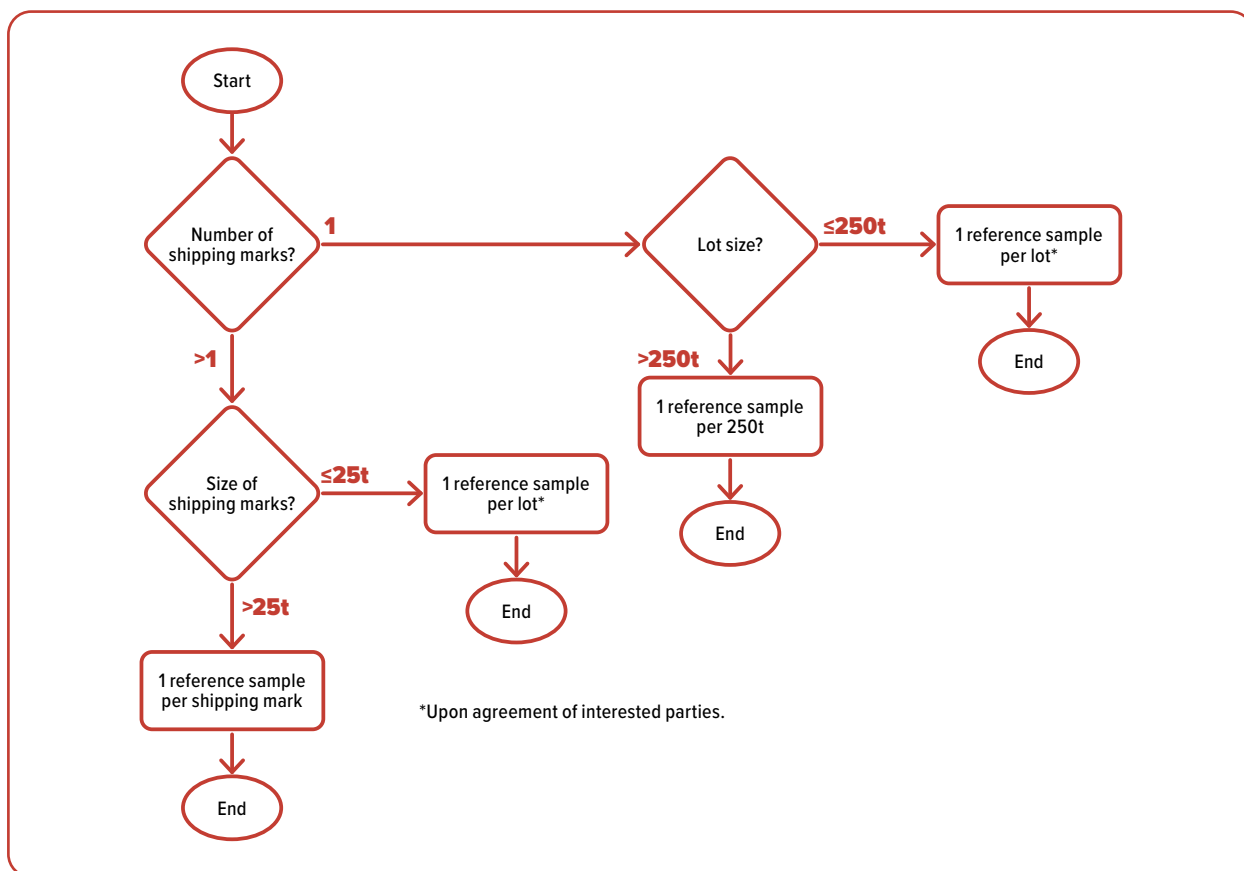 Start
Number of
shipping marks?
1
Lot size?
≤250t
1 reference sample
per lot*
End
>250t
1 reference sample
per 250t
End
>1
Size of
shipping marks?
≤25t
1 reference sample
per lot*
End
>25t
1 reference sample
per shipping mark
End
*Upon agreement of interested parties.